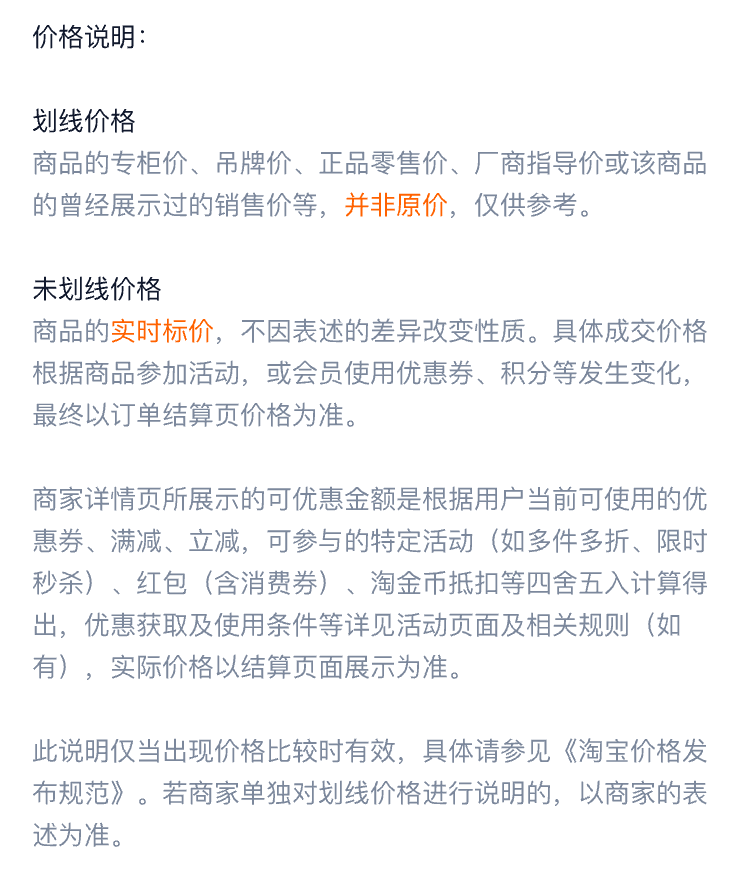 价格说明：
划线价格
商品的专柜价、吊牌价、正品零售价、厂商指导价或该商品
的曾经展示过的销售价等，并非原价，仅供参考。
未划线价格
商品的实时标价，不因表述的差异改变性质。具体成交价格
根据商品参加活动，或会员使用优惠券、积分等发生变化，
最终以订单结算页价格为准。
商家详情页所展示的可优惠金额是根据用户当前可使用的优
惠券、满减、立减，可参与的特定活动（如多件多折、限时
秒杀）、红包（含消费券）、淘金币抵扣等四舍五入计算得
出，优惠获取及使用条件等详见活动页面及相关规则（如
有），实际价格以结算页面展示为准。
此说明仅当出现价格比较时有效，具体请参见《淘宝价格发
布规范》。若商家单独对划线价格进行说明的，以商家的表
述为准。